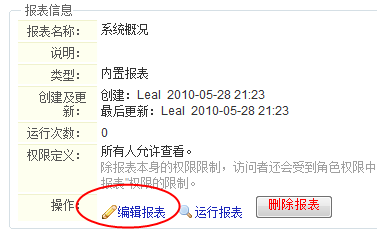 报表信息
报表名称： 系统概况
说明：
类型： 内置报表
创建及更新： 创建：Leal 2010-05-28 21:23
最后更新：Leal 2010-05-28 21:23
运行次数： 0
权限定义： 所有人允许查看。
除报表本身的权限限制，访问者还会受到角色权限中
报表"权限的限制。
操作： 编辑报表 运行报表 删除报表